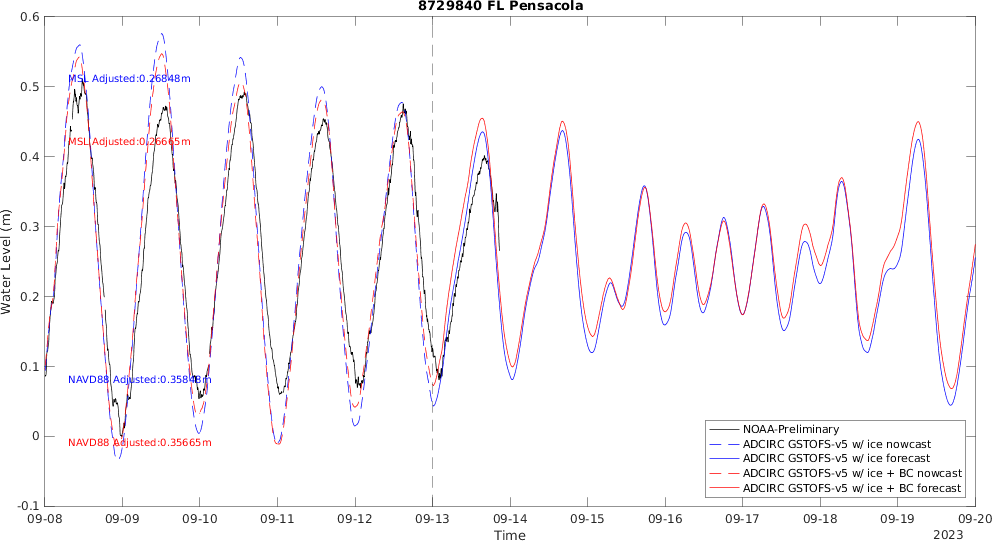 8729840 FL Pensacola
0.6
0.5
0.4
0.3
0.2
0.1
0
-0.1
Water Level (m)
MSL Adjusted:0.26848m
MSL Adjusted:0.26665m
NAVD88 Adjusted:0.35848m
NAVD88 Adjusted:0.35665m
NOAA-Preliminary
ADCIRC GSTOFS-v5 w/ ice nowcast
ADCIRC GSTOFS-v5 w/ ice forecast
ADCIRC GSTOFS-v5 w/ ice + BC nowcast
ADCIRC GSTOFS-v5 w/ ice + BC forecast
09-08 09-09 09-10 09-11 09-12 09-13 09-14 09-15 09-16 09-17 09-18 09-19 09-20
Time
2023